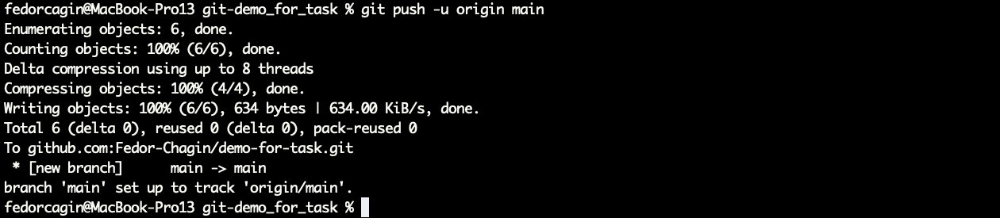 fedorcagin@MacBook-Pro13 git-demo_for_task % git push -u origin main
Enumerating objects: 6, done.
Counting objects: 100% (6/6), done.
Delta compression using up to 8 threads
Compressing objects: 100% (4/4), done.
Writing objects: 100% (6/6), 634 bytes | 634.00 KiB/s, done.
Total 6 (delta 0), reused 0 (delta 0), pack-reused 0
To github.com:Fedor-Chagin/demo-for-task.git
 * [new branch]      main -> main
branch 'main' set up to track 'origin/main'.
fedorcagin@MacBook-Pro13 git-demo_for_task %